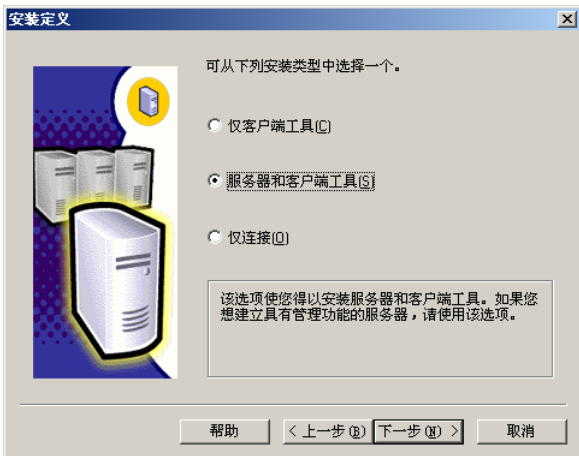 安装定义
可从下列安装类型中选择一个。
仅客户端工具(C)
服务器和客户端工具(S)
仅连接(O)
该选项使您得以安装服务器和客户端工具。如果您
想建立具有管理功能的服务器，请使用该选项。
帮助 < 上一步(B) 下一步(N) > 取消